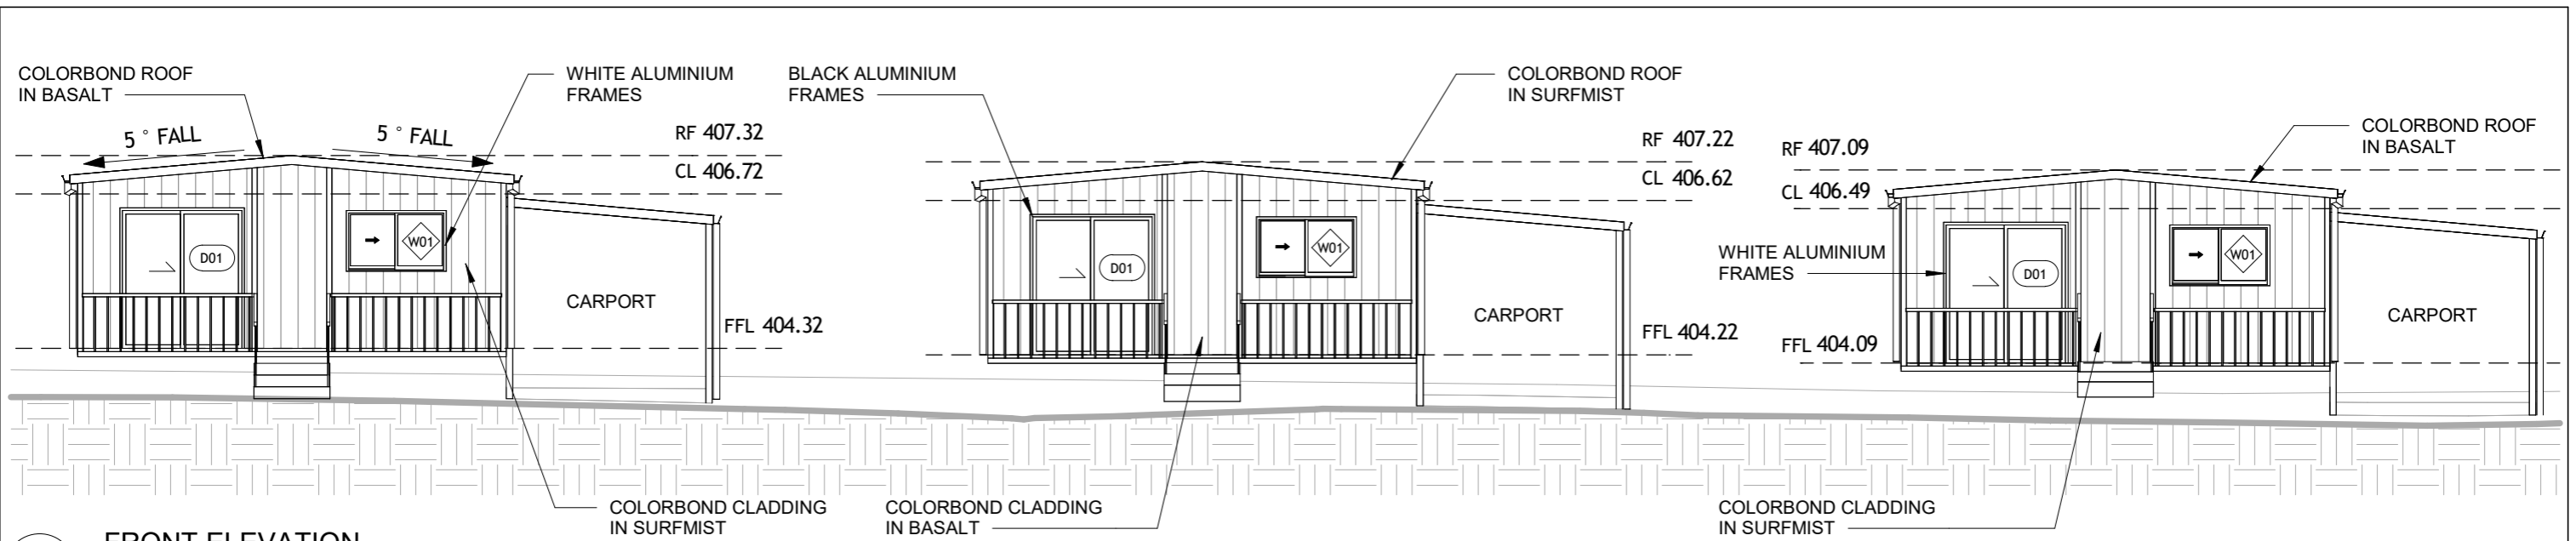 COLORBOND ROOF
IN BASALT
WHITE ALUMINIUM
FRAMES
5 ° FALL
5 ° FALL
RF 407.32
CL 406.72
D01
W01
CARPORT
FFL 404.32
COLORBOND CLADDING
IN SURFMIST
BLACK ALUMINIUM
FRAMES
COLORBOND ROOF
IN SURFMIST
RF 407.22
CL 406.62
D01
W01
CARPORT
FFL 404.22
COLORBOND CLADDING
IN BASALT
COLORBOND ROOF
IN BASALT
RF 407.09
CL 406.49
WHITE ALUMINIUM
FRAMES
D01
W01
CARPORT
FFL 404.09
COLORBOND CLADDING
IN SURFMIST
FRONT ELEVATION